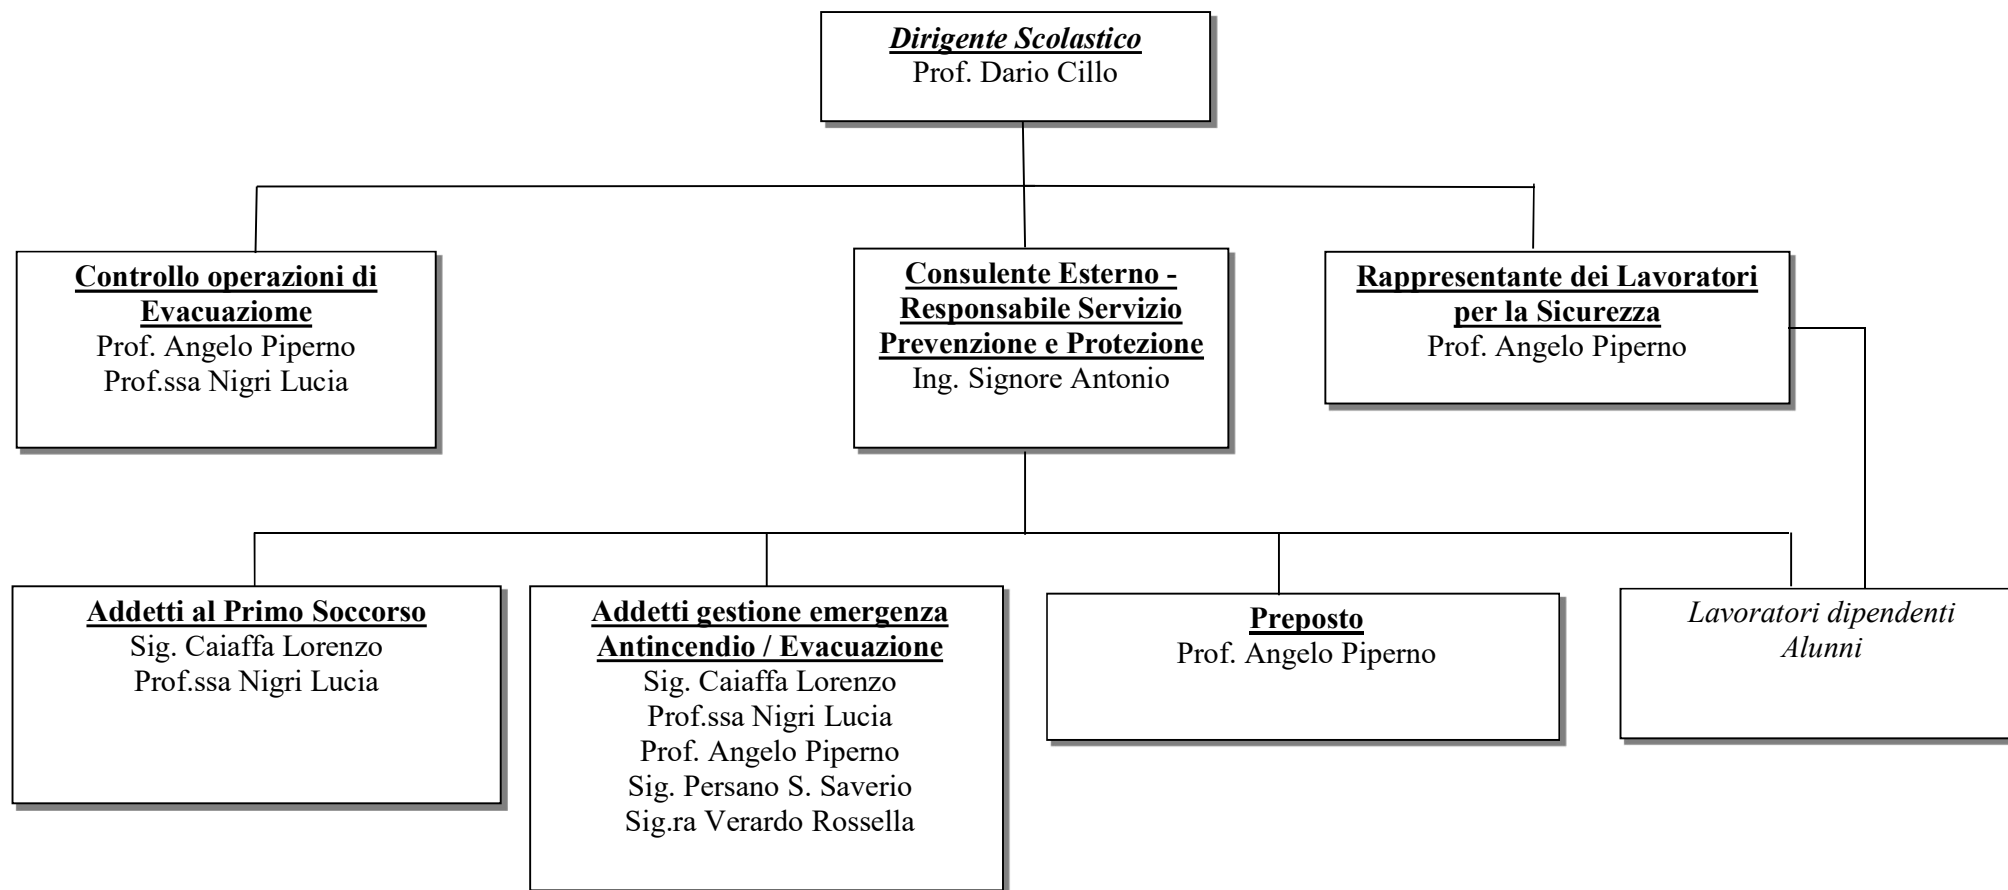 Dirigente Scolastico
Prof. Dario Cillo
Controllo operazioni di
Evacuaziome
Prof. Angelo Piperno
Prof.ssa Nigri Lucia
Consulente Esterno -
Responsabile Servizio
Prevenzione e Protezione
Ing. Signore Antonio
Rappresentante dei Lavoratori
per la Sicurezza
Prof. Angelo Piperno
Addetti al Primo Soccorso
Sig. Caiaffa Lorenzo
Prof.ssa Nigri Lucia
Addetti gestione emergenza
Antincendio / Evacuazione
Sig. Caiaffa Lorenzo
Prof.ssa Nigri Lucia
Prof. Angelo Piperno
Sig. Persano S. Saverio
Sig.ra Verardo Rossella
Preposto
Prof. Angelo Piperno
Lavoratori dipendenti
Alunni